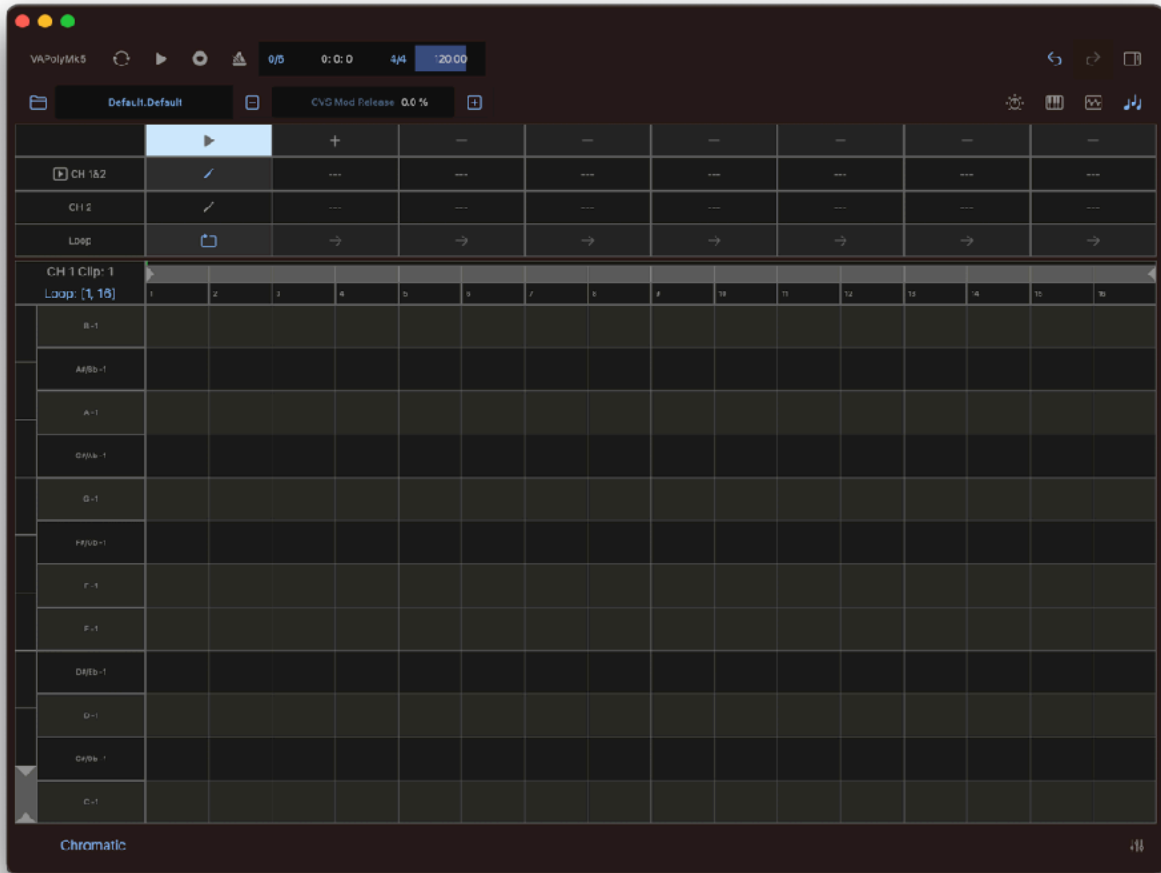 VAPolyMk5 0/5 0: 0: 0 4/4 120.00
Default.Default CVS Mod Release 0.0 %
CH 1&2
CH 2
Loop
CH 1 Clip: 1
Loop: [1, 16]
1 2 3 4 5 6 7 8 9 10 11 12 13 14 15 16
B -1
A#/Bb -1
A -1
G#/Ab -1
G -1
F#/Gb -1
F -1
E -1
D#/Eb -1
D -1
C#/Db -1
C -1
Chromatic